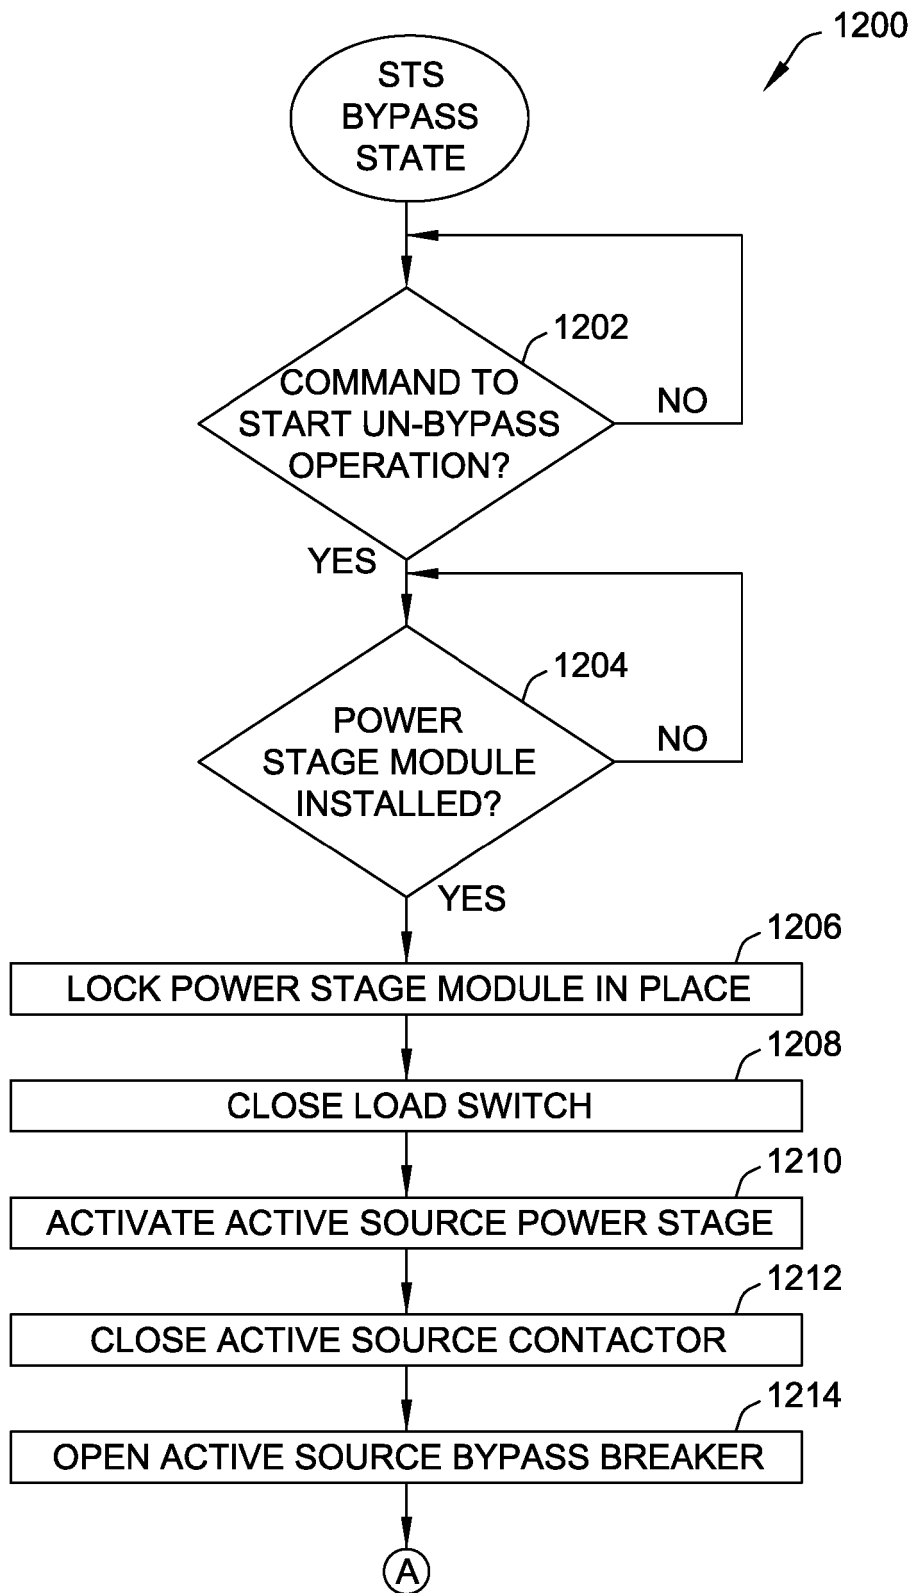 1200
STS
BYPASS
STATE
1202
COMMAND TO
START UN-BYPASS
OPERATION?
NO
YES
1204
POWER
STAGE MODULE
INSTALLED?
NO
YES
1206
LOCK POWER STAGE MODULE IN PLACE
1208
CLOSE LOAD SWITCH
1210
ACTIVATE ACTIVE SOURCE POWER STAGE
1212
CLOSE ACTIVE SOURCE CONTACTOR
1214
OPEN ACTIVE SOURCE BYPASS BREAKER
A